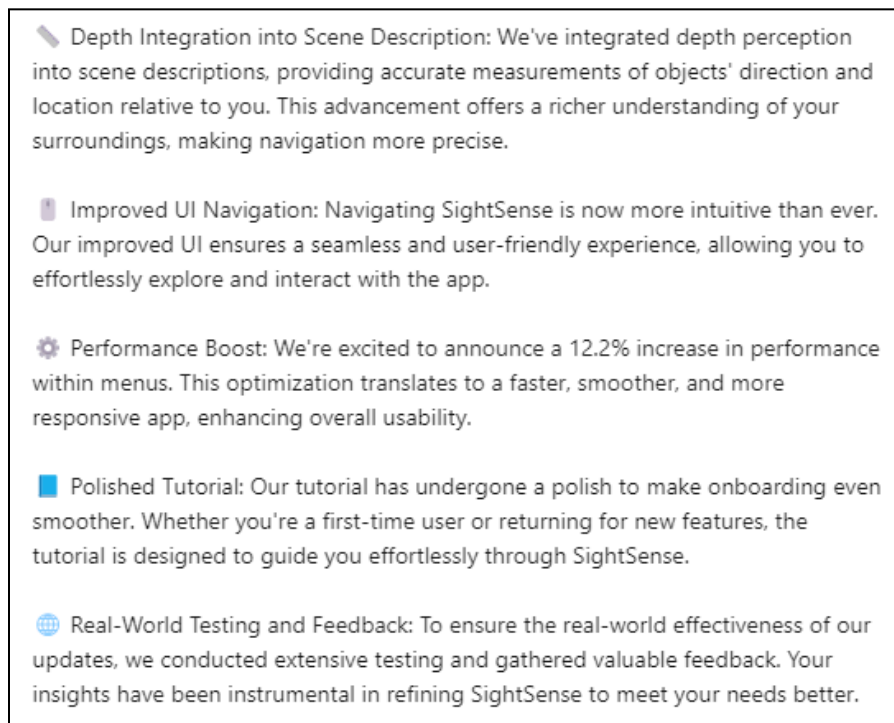 📏 Depth Integration into Scene Description: We've integrated depth perception
into scene descriptions, providing accurate measurements of objects' direction and
location relative to you. This advancement offers a richer understanding of your
surroundings, making navigation more precise.
🖱️ Improved UI Navigation: Navigating SightSense is now more intuitive than ever.
Our improved UI ensures a seamless and user-friendly experience, allowing you to
effortlessly explore and interact with the app.
⚙️ Performance Boost: We're excited to announce a 12.2% increase in performance
within menus. This optimization translates to a faster, smoother, and more
responsive app, enhancing overall usability.
📘 Polished Tutorial: Our tutorial has undergone a polish to make onboarding even
smoother. Whether you're a first-time user or returning for new features, the
tutorial is designed to guide you effortlessly through SightSense.
🌐 Real-World Testing and Feedback: To ensure the real-world effectiveness of our
updates, we conducted extensive testing and gathered valuable feedback. Your
insights have been instrumental in refining SightSense to meet your needs better.